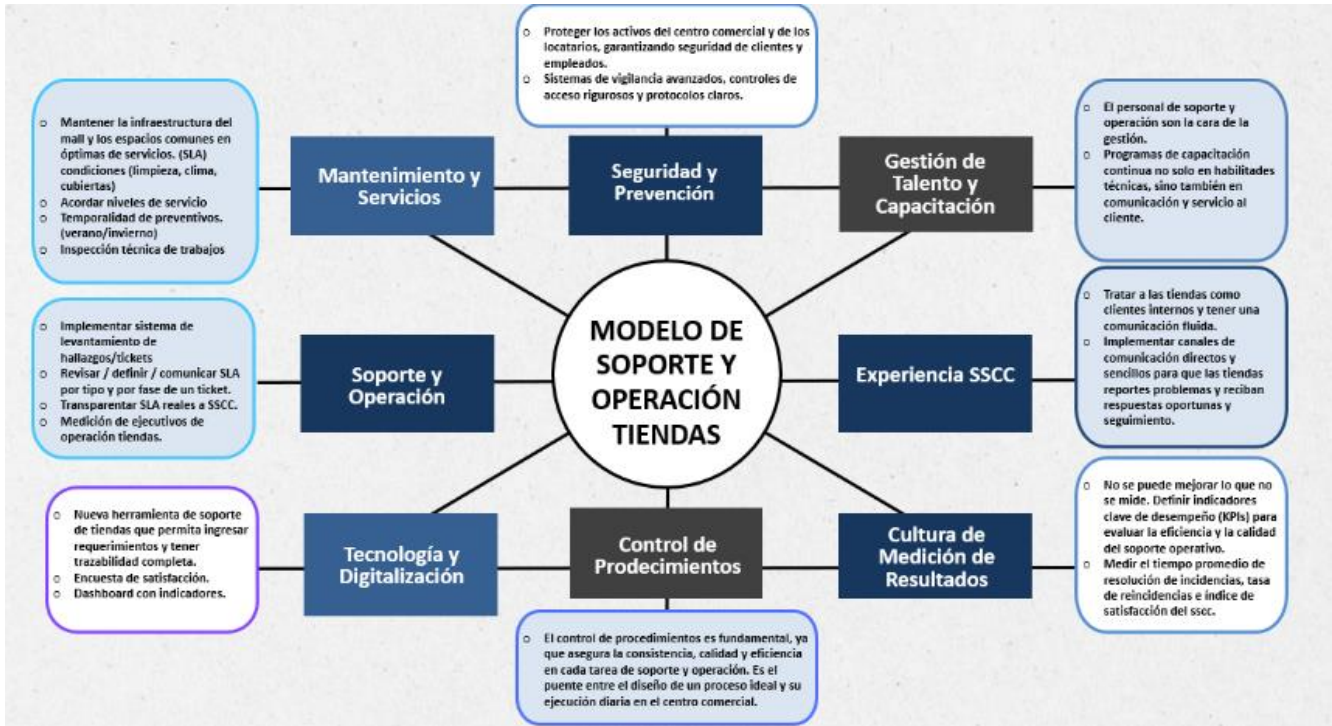 ○ Proteger los activos del centro comercial y de los
locatarios, garantizando seguridad de clientes y
empleados.
○ Sistemas de vigilancia avanzados, controles de
acceso rigurosos y protocolos claros.
○ Mantener la infraestructura del
mall y los espacios comunes en
óptimas de servicios. (SLA)
condiciones (limpieza, clima,
cubiertas)
○ Acordar niveles de servicio
○ Temporalidad de preventivos.
(verano/invierno)
○ Inspección técnica de trabajos
Mantenimiento y
Servicios
Seguridad y
Prevención
Gestión de
Talento y
Capacitación
○ El personal de soporte y
operación son la cara de la
gestión.
○ Programas de capacitación
continua no solo en habilidades
técnicas, sino también en
comunicación y servicio al
cliente.
○ Implementar sistema de
levantamiento de
hallazgos/tickets
○ Revisar / definir / comunicar SLA
por tipo y por fase de un ticket.
○ Transparentar SLA reales a SSCC.
○ Medición de ejecutivos de
operación tiendas.
Soporte y
Operación
MODELO DE
SOPORTE Y
OPERACIÓN
TIENDAS
Experiencia SSCC
○ Tratar a las tiendas como
clientes internos y tener una
comunicación fluida.
○ Implementar canales de
comunicación directos y
sencillos para que las tiendas
reportes problemas y reciban
respuestas oportunas y
seguimiento.
○ Nueva herramienta de soporte
de tiendas que permita ingresar
requerimientos y tener
trazabilidad completa.
○ Encuesta de satisfacción.
○ Dashboard con indicadores.
Tecnología y
Digitalización
Control de
Prodecimientos
Cultura de
Medición de
Resultados
○ No se puede mejorar lo que no
se mide. Definir indicadores
clave de desempeño (KPIs) para
evaluar la eficiencia y la calidad
del soporte operativo.
○ Medir el tiempo promedio de
resolución de incidencias, tasa
de reincidencias e índice de
satisfacción del sscc.
○ El control de procedimientos es fundamental, ya
que asegura la consistencia, calidad y eficiencia
en cada tarea de soporte y operación. Es el
puente entre el diseño de un proceso ideal y su
ejecución diaria en el centro comercial.